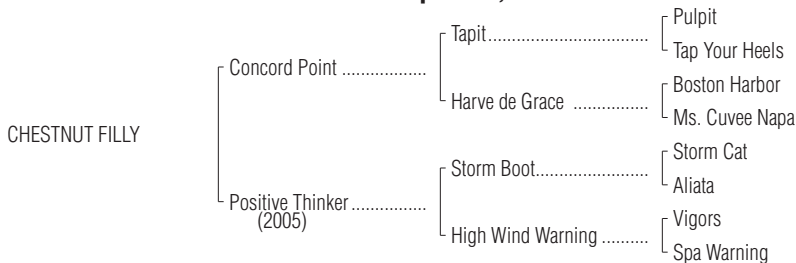 Pulpit
Tapit
Tap Your Heels
Concord Point
Boston Harbor
Harve de Grace
Ms. Cuvee Napa
CHESTNUT FILLY
Storm Cat
Storm Boot
Aliata
Positive Thinker
(2005)
Vigors
High Wind Warning
Spa Warning